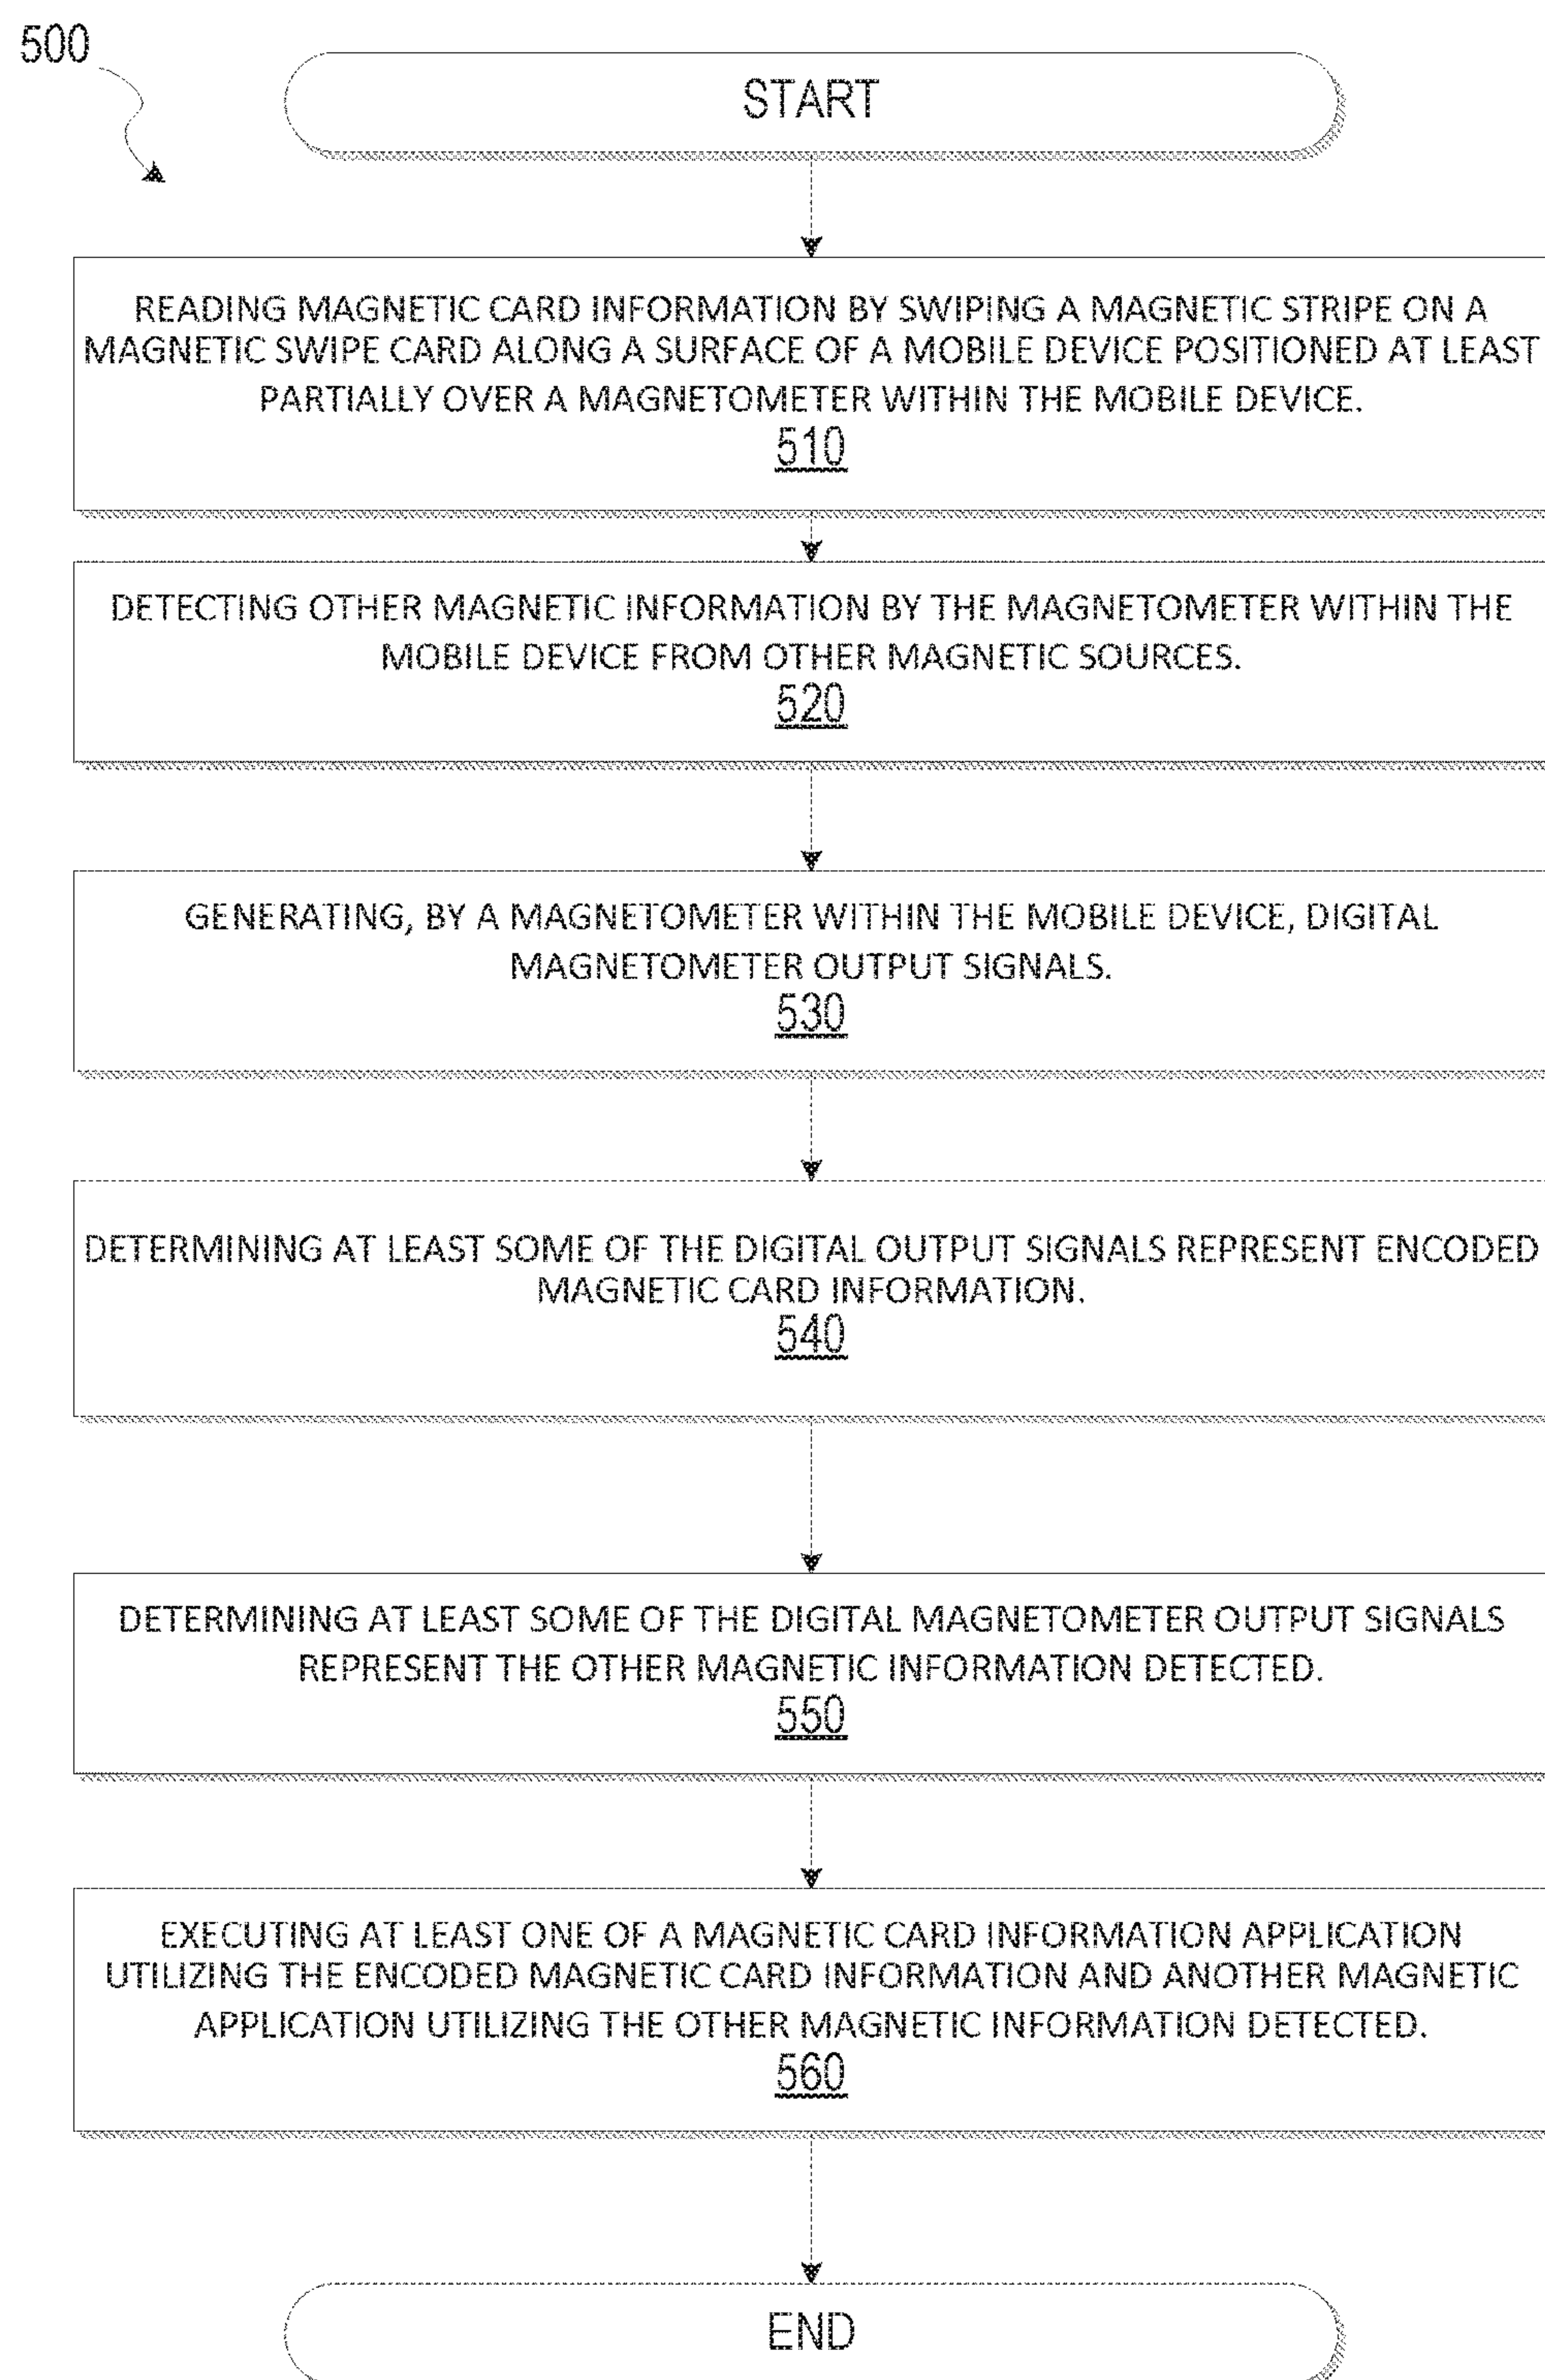 500
START
READING MAGNETIC CARD INFORMATION BY SWIPING A MAGNETIC STRIPE ON A
MAGNETIC SWIPE CARD ALONG A SURFACE OF A MOBILE DEVICE POSITIONED AT LEAST
PARTIALLY OVER A MAGNETOMETER WITHIN THE MOBILE DEVICE.
510
DETECTING OTHER MAGNETIC INFORMATION BY THE MAGNETOMETER WITHIN THE
MOBILE DEVICE FROM OTHER MAGNETIC SOURCES.
520
GENERATING, BY A MAGNETOMETER WITHIN THE MOBILE DEVICE, DIGITAL
MAGNETOMETER OUTPUT SIGNALS.
530
DETERMINING AT LEAST SOME OF THE DIGITAL OUTPUT SIGNALS REPRESENT ENCODED
MAGNETIC CARD INFORMATION.
540
DETERMINING AT LEAST SOME OF THE DIGITAL MAGNETOMETER OUTPUT SIGNALS
REPRESENT THE OTHER MAGNETIC INFORMATION DETECTED.
550
EXECUTING AT LEAST ONE OF A MAGNETIC CARD INFORMATION APPLICATION
UTILIZING THE ENCODED MAGNETIC CARD INFORMATION AND ANOTHER MAGNETIC
APPLICATION UTILIZING THE OTHER MAGNETIC INFORMATION DETECTED.
560
END